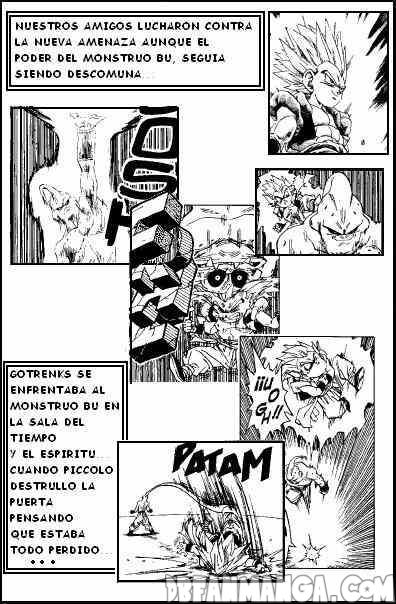 NUESTROS AMIGOS LUCHARON CONTRA
LA NUEVA AMENAZA AUNQUE EL
PODER DEL MONSTRUO BU, SEGUIA
SIENDO DESCOMUNA...
¡¡U
O
GH!!
GOTRENKS SE
ENFRENTABA AL
MONSTRUO BU EN
LA SALA DEL
TIEMPO
Y EL ESPIRITU...
CUANDO PICCOLO
DESTRULLO LA
PUERTA
PENSANDO
QUE ESTABA
TODO PERDIDO...
...
PATAM
DBFANMANGA.COM